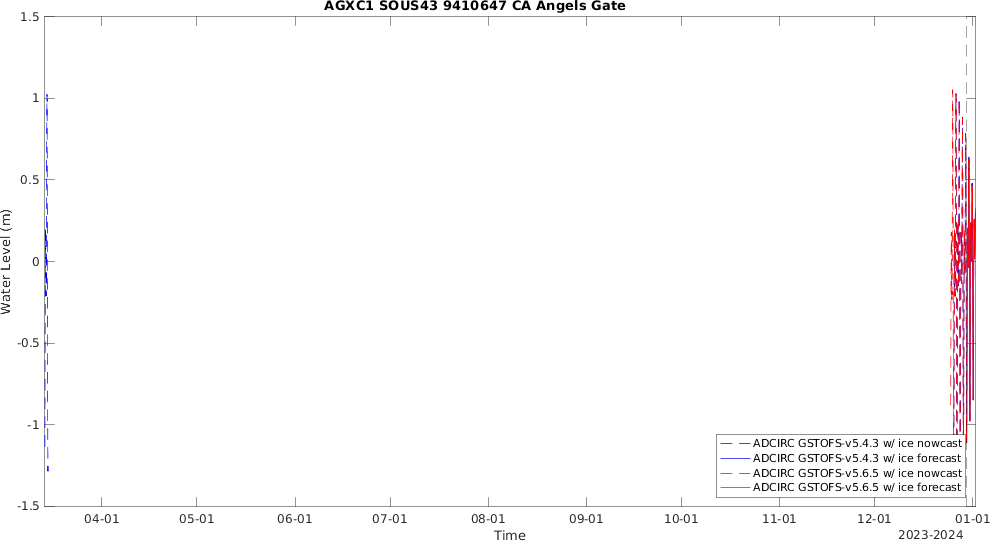 AGXC1 SOUS43 9410647 CA Angels Gate
1.5
1
0.5
0
-0.5
-1
-1.5
Water Level (m)
ADCIRC GSTOFS-v5.4.3 w/ ice nowcast
ADCIRC GSTOFS-v5.4.3 w/ ice forecast
ADCIRC GSTOFS-v5.6.5 w/ ice nowcast
ADCIRC GSTOFS-v5.6.5 w/ ice forecast
04-01 05-01 06-01 07-01 08-01 09-01 10-01 11-01 12-01 01-01
Time
2023-2024